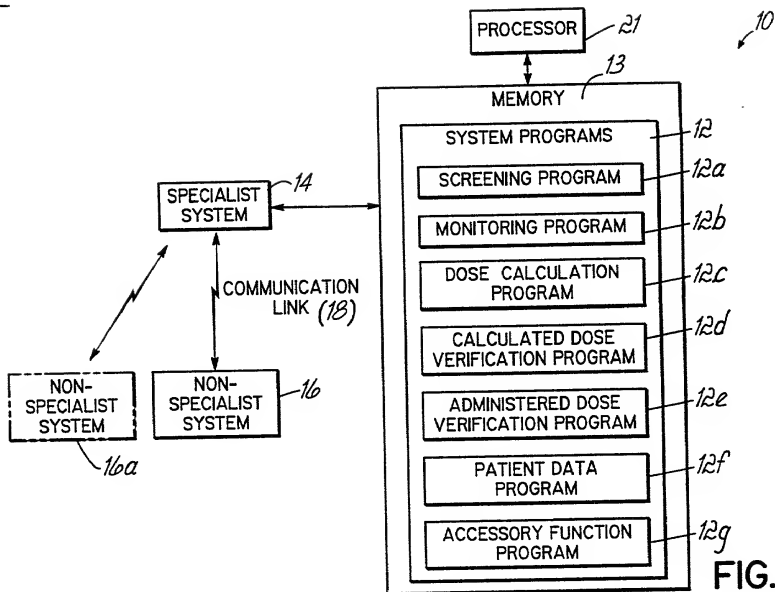 PROCESSOR
21
10
13
MEMORY
SYSTEM PROGRAMS
12
SCREENING PROGRAM
12a
MONITORING PROGRAM
12b
DOSE CALCULATION
PROGRAM
12c
CALCULATED DOSE
VERIFICATION PROGRAM
12d
ADMINISTERED DOSE
VERIFICATION PROGRAM
12e
PATIENT DATA
PROGRAM
12f
ACCESSORY FUNCTION
PROGRAM
12g
SPECIALIST
SYSTEM
14
COMMUNICATION
LINK (18)
NON-
SPECIALIST
SYSTEM
16a
NON-
SPECIALIST
SYSTEM
16
FIG.